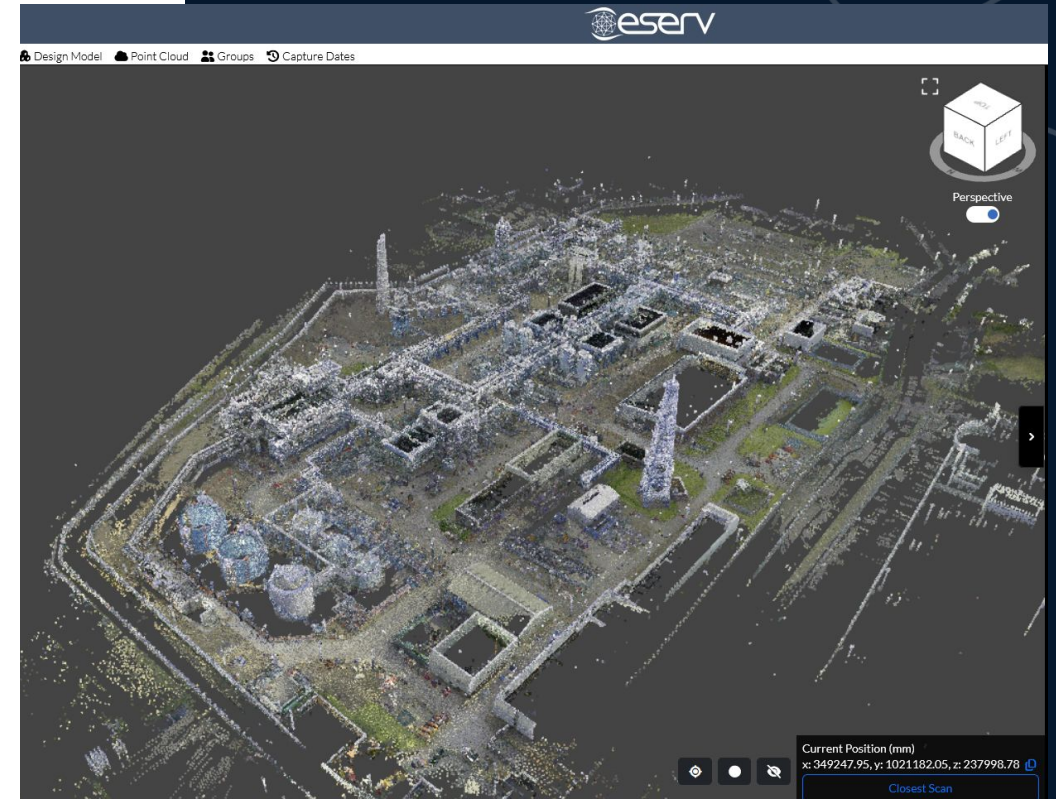 eserv
Design Model Point Cloud Groups Capture Dates
TOP
BACK LEFT
Perspective
Current Position (mm)
x: 349247.95, y: 1021182.05, z: 237998.78
Closest Scan